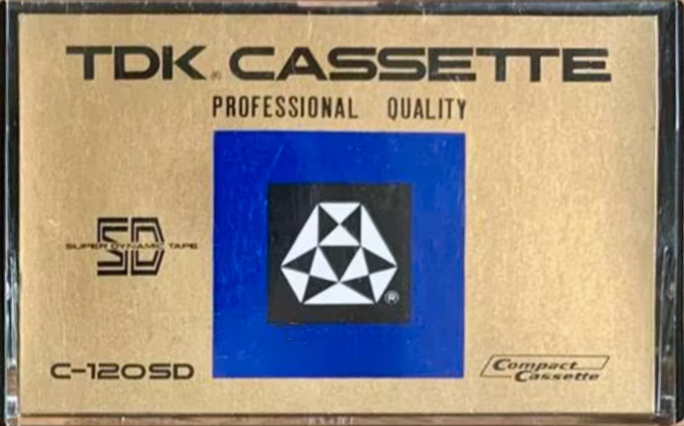 TDK® CASSETTE
PROFESSIONAL QUALITY
SD
SUPER DYNAMIC TAPE
®
C-120SD
Compact
Cassette